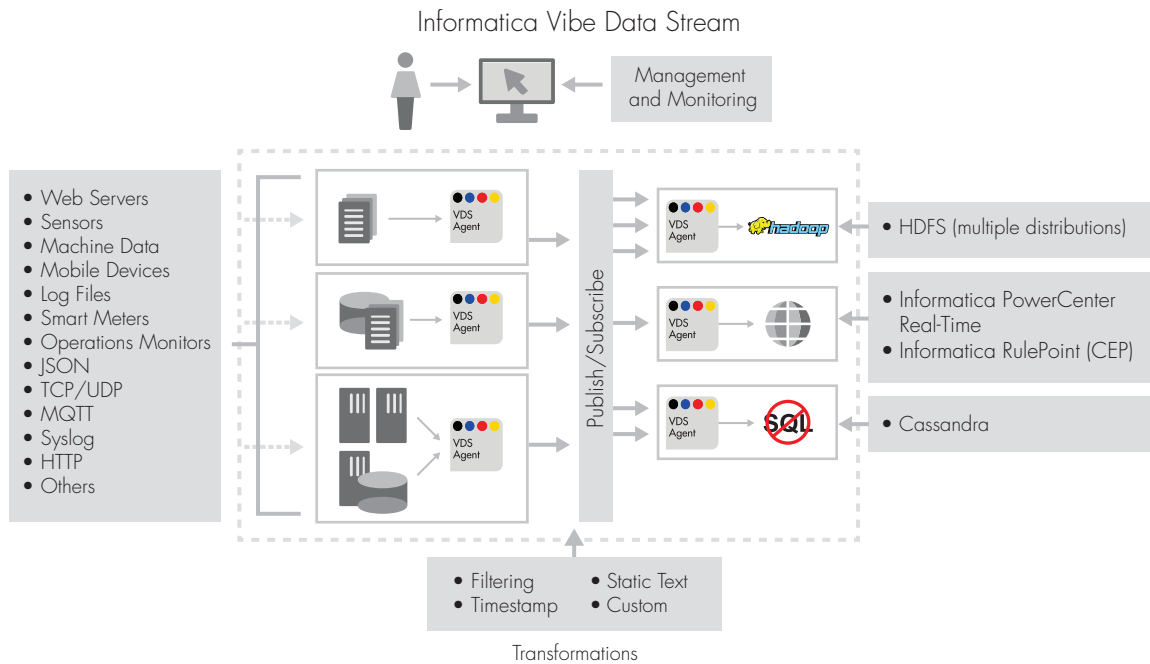 Informatica Vibe Data Stream
Management
and Monitoring
• Web Servers
• Sensors
• Machine Data
• Mobile Devices
• Log Files
• Smart Meters
• Operations Monitors
• JSON
• TCP/UDP
• MQTT
• Syslog
• HTTP
• Others
VDS
Agent
VDS
Agent
VDS
Agent
Publish/Subscribe
VDS
Agent
hadoop
VDS
Agent
VDS
Agent
SQL
• HDFS (multiple distributions)
• Informatica PowerCenter
Real-Time
• Informatica RulePoint (CEP)
• Cassandra
• Filtering
• Timestamp
• Static Text
• Custom
Transformations